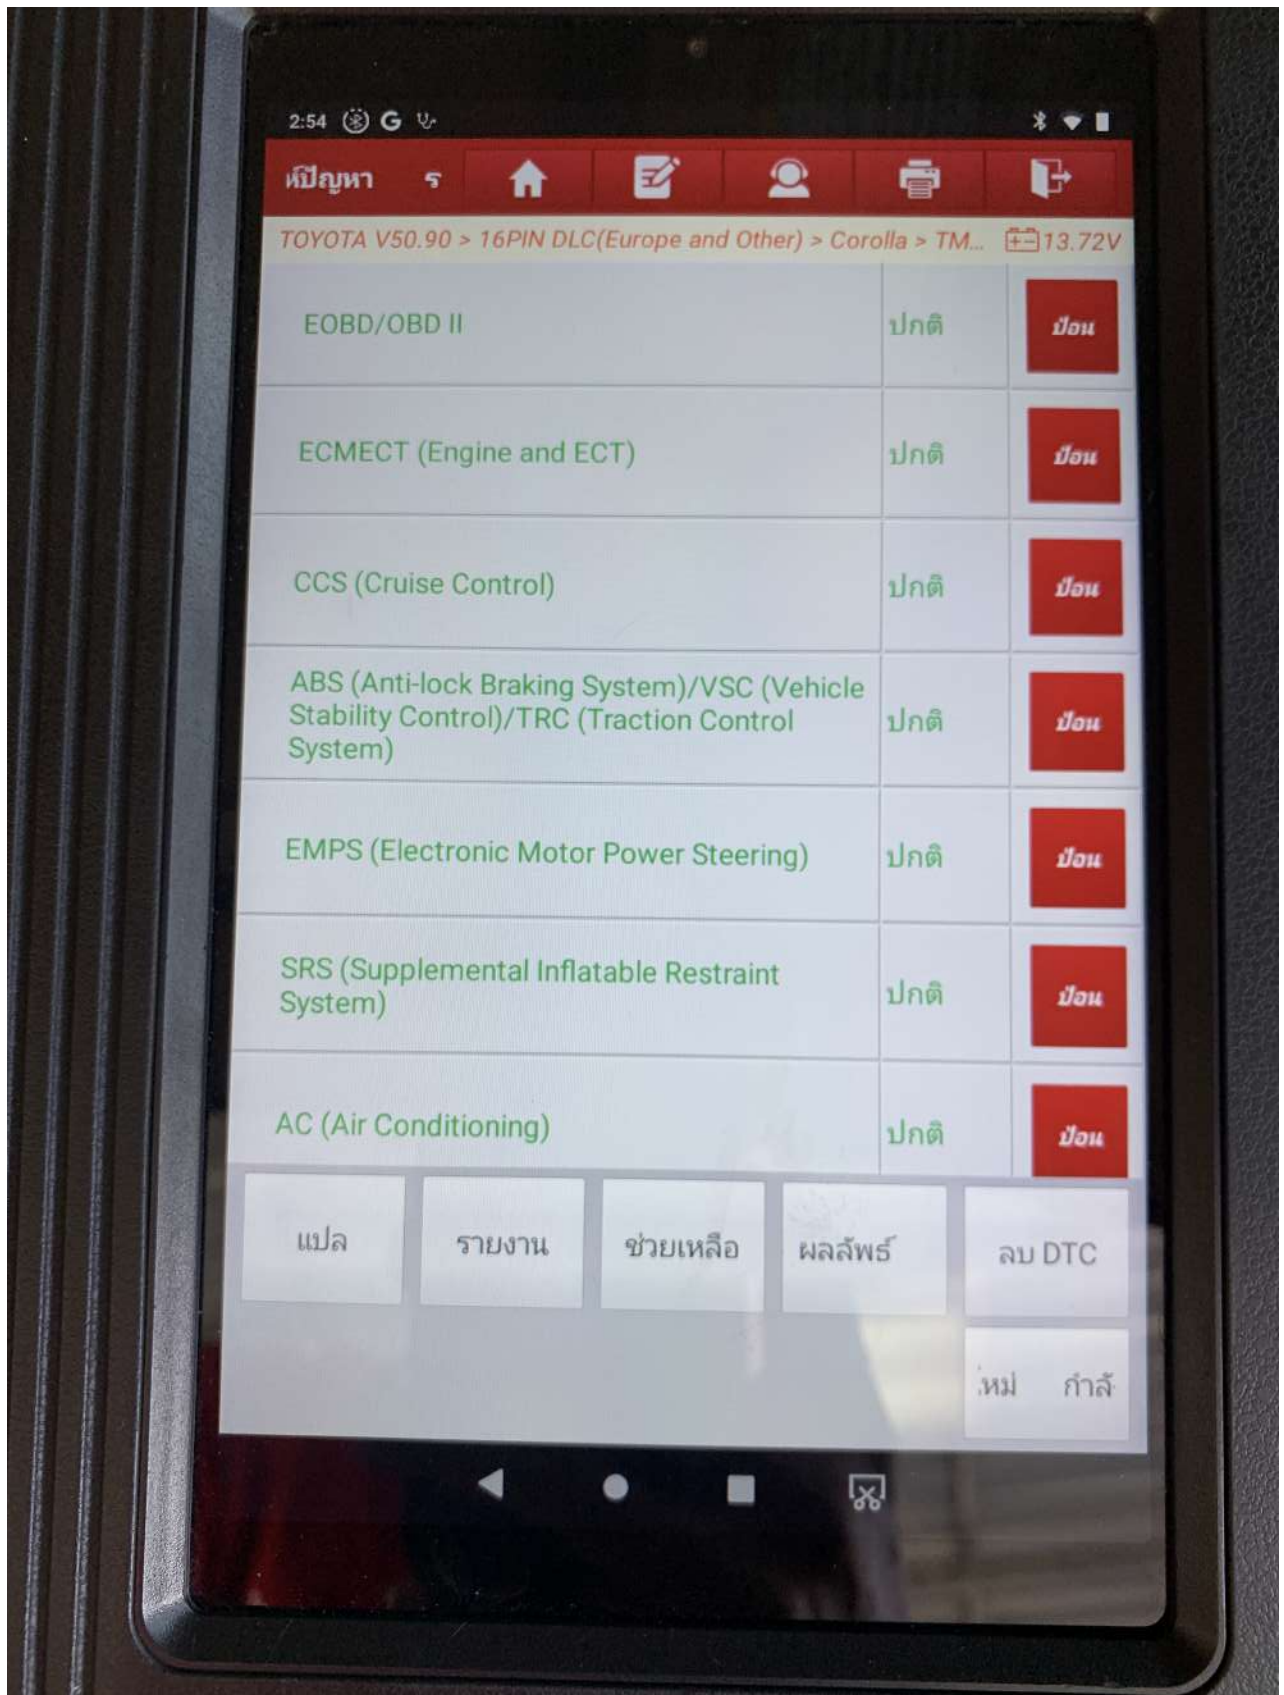 2:54
ห์ปัญหา ร
TOYOTA V50.90 > 16PIN DLC(Europe and Other) > Corolla > TM... 13.72V
EOBD/OBD II ปกติ ป้อน
ECMECT (Engine and ECT) ปกติ ป้อน
CCS (Cruise Control) ปกติ ป้อน
ABS (Anti-lock Braking System)/VSC (Vehicle
Stability Control)/TRC (Traction Control
System) ปกติ ป้อน
EMPS (Electronic Motor Power Steering) ปกติ ป้อน
SRS (Supplemental Inflatable Restraint
System) ปกติ ป้อน
AC (Air Conditioning) ปกติ ป้อน
แปล รายงาน ช่วยเหลือ ผลลัพธ์ ลบ DTC
หม่ กำลั